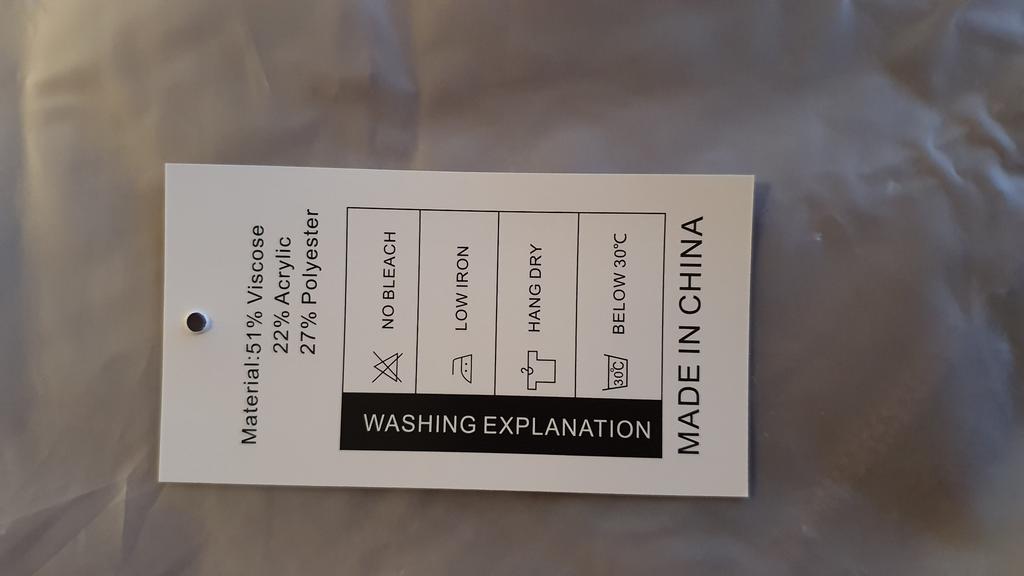 Material:51% Viscose
22% Acrylic
27% Polyester
WASHING EXPLANATION
NO BLEACH
LOW IRON
HANG DRY
30℃ BELOW 30℃
MADE IN CHINA